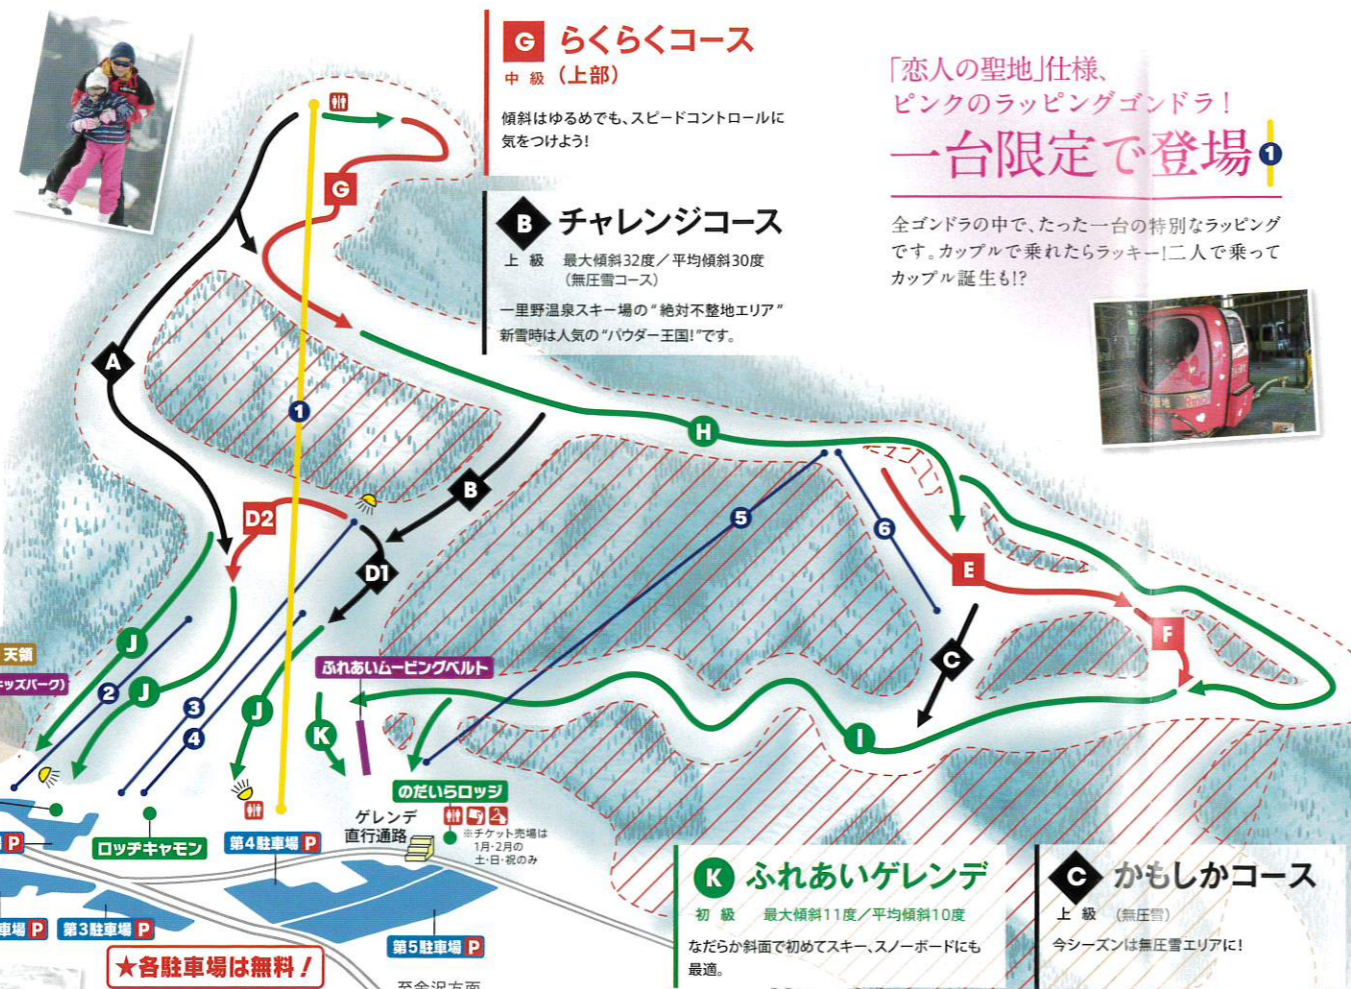 G らくらくコース
中 級 （上部）
傾斜はゆるめでも、スピードコントロールに
気をつけよう!
B チャレンジコース
上 級 最大傾斜32度／平均傾斜30度
（無圧雪コース）
一里野温泉スキー場の“絶対不整地エリア”
新雪時は人気の“パウダー王国!”です。
「恋人の聖地」仕様、
ピンクのラッピングゴンドラ!
一台限定で登場 1
全ゴンドラの中で、たった一台の特別なラッピング
です。カップルで乗れたらラッキー!二人で乗って
カップル誕生も!?
G
A
1
H
B
5
6
D2
D1
E
F
C
J
J
J
2
3
4
K
I
天領
キッズパーク)
ふれあいムービングベルト
のだいらロッジ
※チケット売場は
1月・2月の
土・日・祝のみ
ゲレンデ
直行通路
ロッヂキャモン
第4駐車場 P
P
車場 P
第3駐車場 P
第5駐車場 P
★各駐車場は無料!
至金沢方面
K ふれあいゲレンデ
初 級 最大傾斜11度／平均傾斜10度
なだらか斜面で初めてスキー、スノーボードにも
最適。
C かもしかコース
上 級 （無圧雪）
今シーズンは無圧雪エリアに!